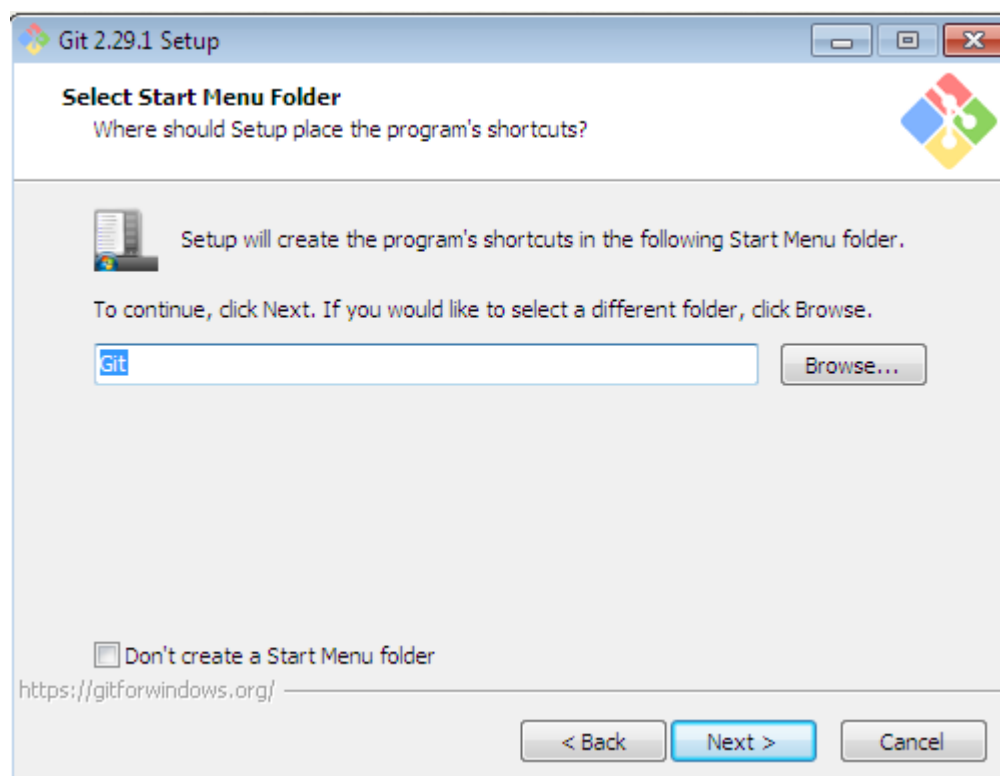 Git 2.29.1 Setup
Select Start Menu Folder
Where should Setup place the program's shortcuts?
Setup will create the program's shortcuts in the following Start Menu folder.
To continue, click Next. If you would like to select a different folder, click Browse.
Git
Browse...
Don't create a Start Menu folder
https://gitforwindows.org/
< Back Next > Cancel